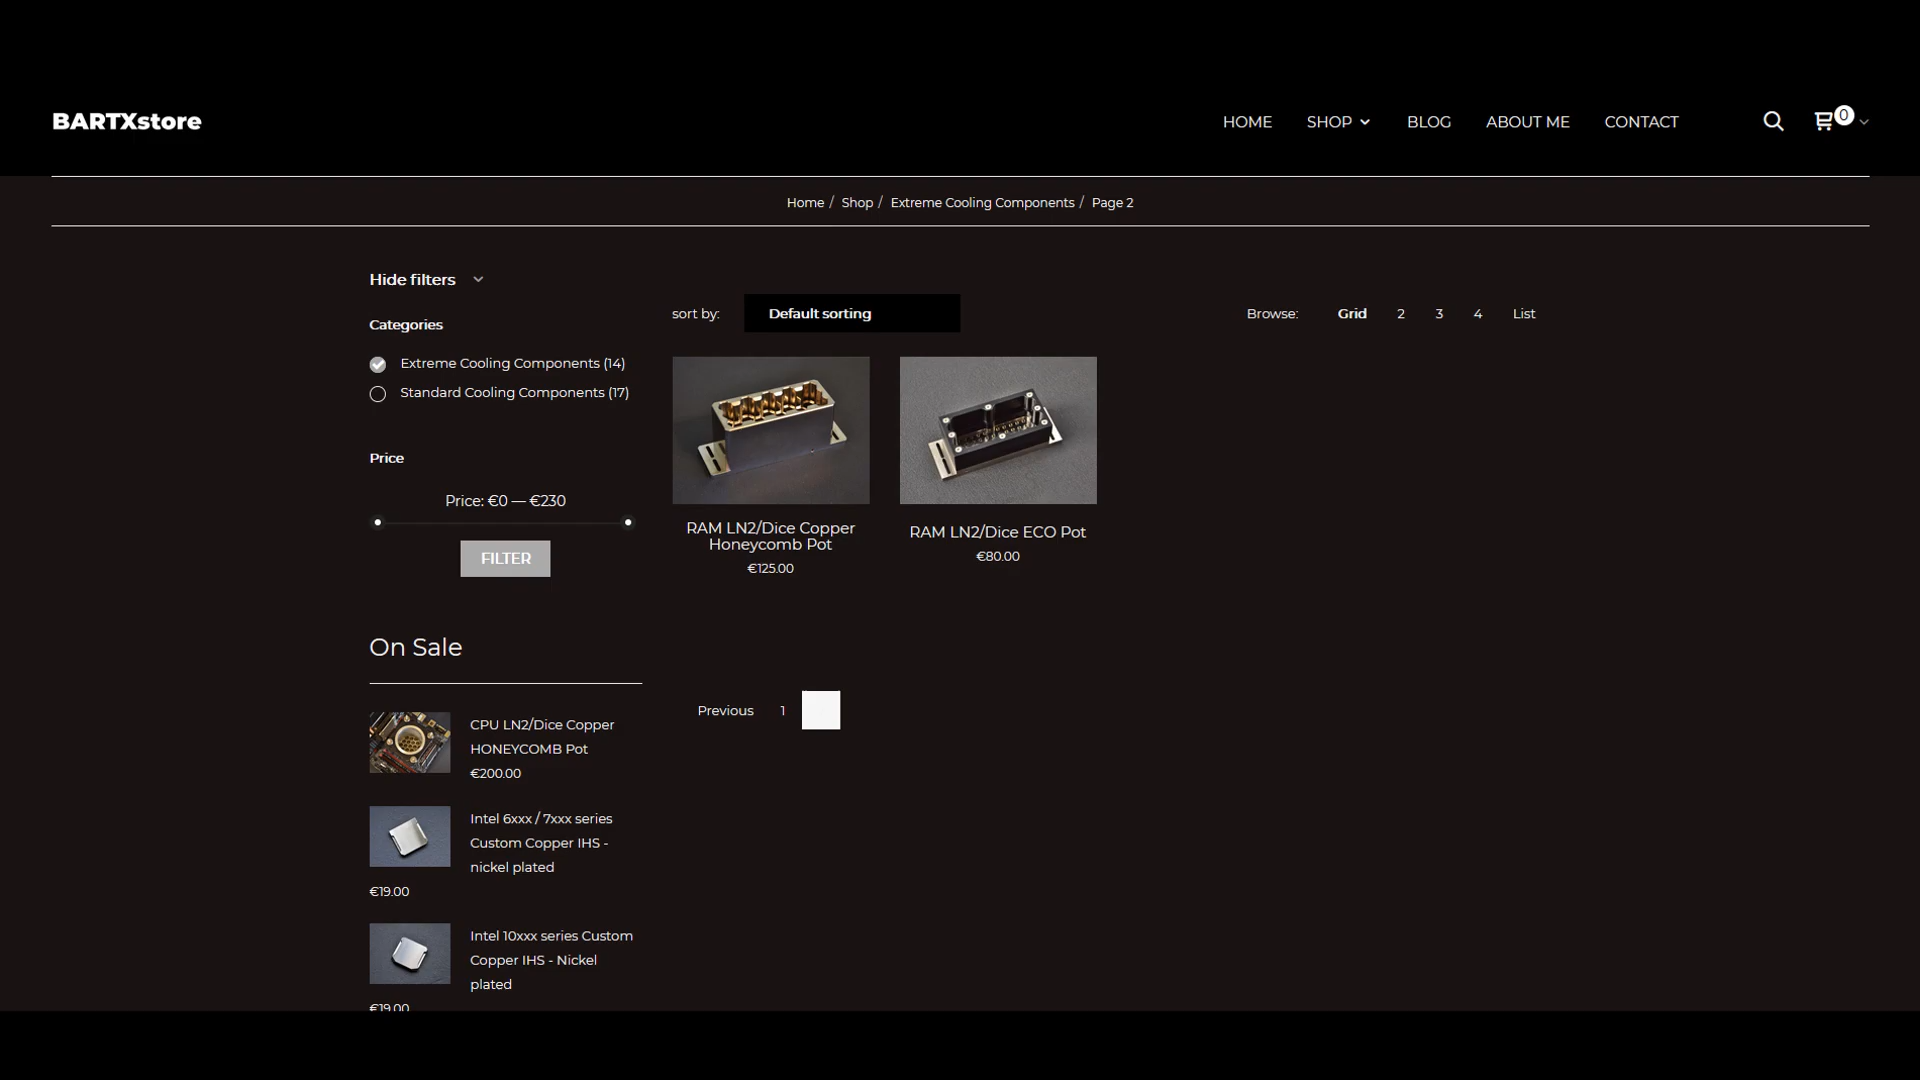 BARTXstore
HOME
SHOP
BLOG
ABOUT ME
CONTACT
0
Home / Shop / Extreme Cooling Components / Page 2
Hide filters
Categories
Extreme Cooling Components (14)
Standard Cooling Components (17)
Price
Price: €0 — €230
FILTER
On Sale
CPU LN2/Dice Copper
HONEYCOMB Pot
€200.00
Intel 6xxx / 7xxx series
Custom Copper IHS -
nickel plated
€19.00
Intel 10xxx series Custom
Copper IHS - Nickel
plated
€19.00
sort by:
Default sorting
Browse:
Grid
2
3
4
List
RAM LN2/Dice Copper
Honeycomb Pot
€125.00
RAM LN2/Dice ECO Pot
€80.00
Previous
1